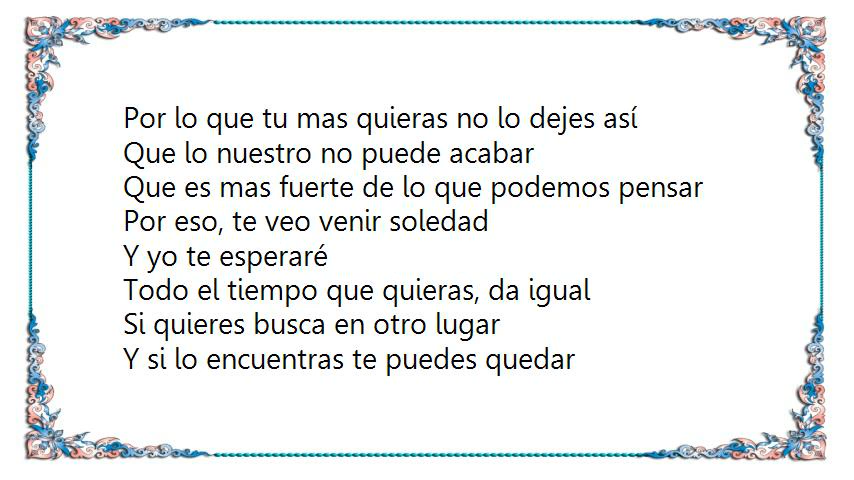 Por lo que tu mas quieras no lo dejes así
Que lo nuestro no puede acabar
Que es mas fuerte de lo que podemos pensar
Por eso, te veo venir soledad
Y yo te esperaré
Todo el tiempo que quieras, da igual
Si quieres busca en otro lugar
Y si lo encuentras te puedes quedar